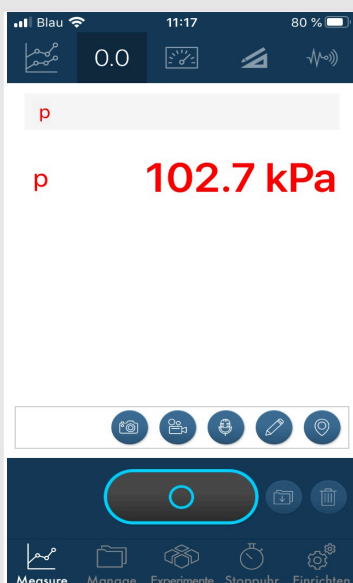 Blau 11:17 80 %
0.0
p
p 102.7 kPa
Measure Manage Experimente Stoppuhr Einrichten